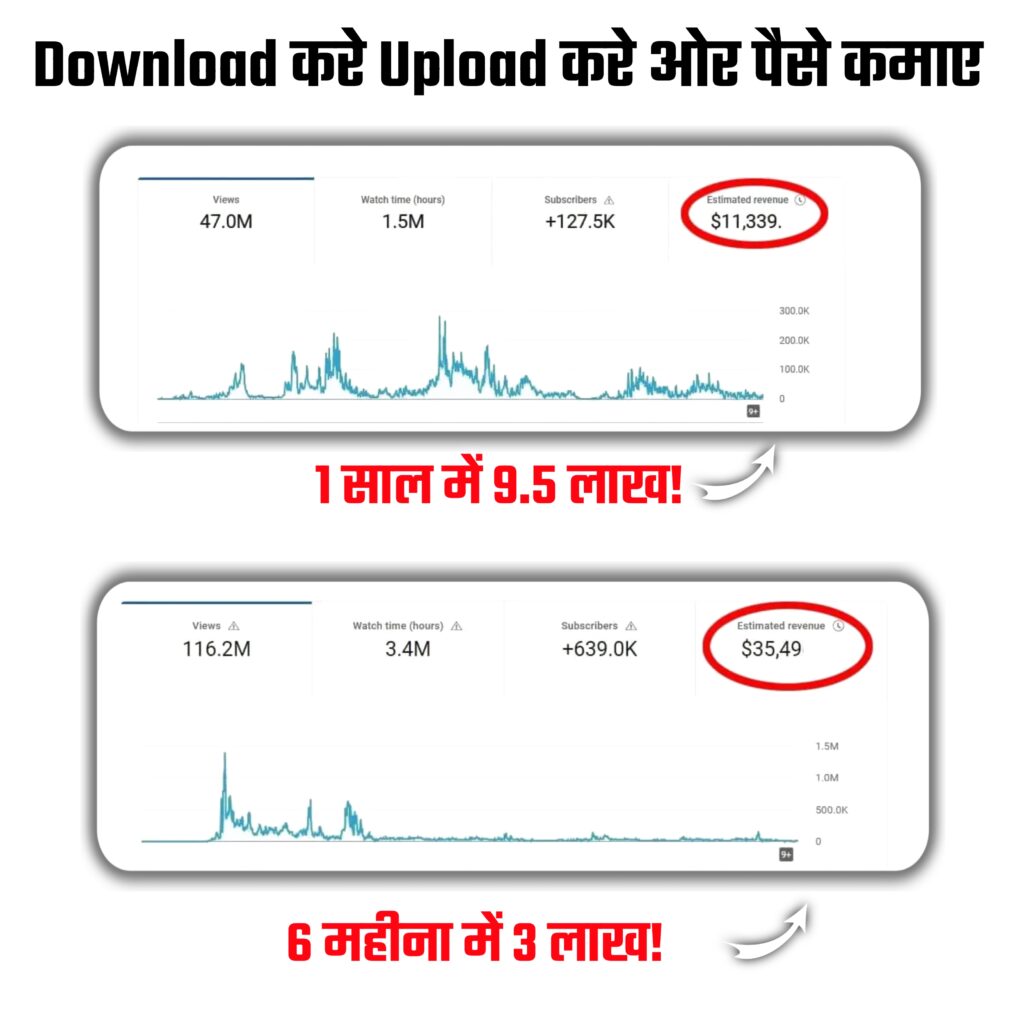 Download करे Upload करे ओर पैसे कमाए
Views
47.0M
Watch time (hours)
1.5M
Subscribers
+127.5K
Estimated revenue
$11,339.
300.0K
200.0K
100.0K
0
9+
1 साल में 9.5 लाख!
Views
116.2M
Watch time (hours)
3.4M
Subscribers
+639.0K
Estimated revenue
$35,49
1.5M
1.0M
500.0K
0
9+
6 महीना में 3 लाख!